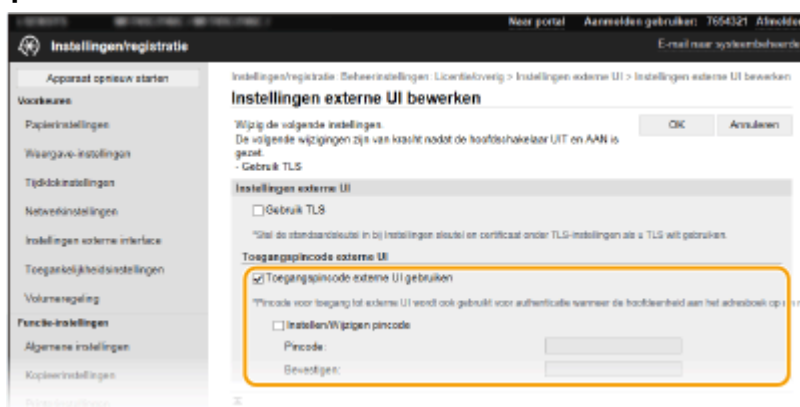 Naar portal Aanmelden gebruiker: 7654321 Afmelden
Instellingen/registratie
E-mail naar systeembeheerde
Apparaat opnieuw starten
Instellingen/registratie: Beheerinstellingen: Licentie/overig > Instellingen externe UI > Instellingen externe UI bewerken
Voorkeuren
Instellingen externe UI bewerken
Papierinstellingen
Wijzig de volgende instellingen.
OK
Annuleren
De volgende wijzigingen zijn van kracht nadat de hoofdschakelaar UIT en AAN is
gezet.
- Gebruik TLS
Weergave-instellingen
Tijdklokinstellingen
Instellingen externe UI
Netwerkinstellingen
Gebruik TLS
Instellingen externe interface
*Stel de standaardsleutel in bij Instellingen sleutel en certificaat onder TLS-instellingen als u TLS wilt gebruiken.
Toegangspincode externe UI
Toegankelijkheidsinstellingen
Toegangspincode externe UI gebruiken
Volumeregeling
*Pincode voor toegang tot externe UI wordt ook gebruikt voor authenticatie wanneer de hoofdeenheid aan het adresboek op
Functie-instellingen
Instellen/Wijzigen pincode
Algemene instellingen
Pincode:
Kopieerinstellingen
Bevestigen: